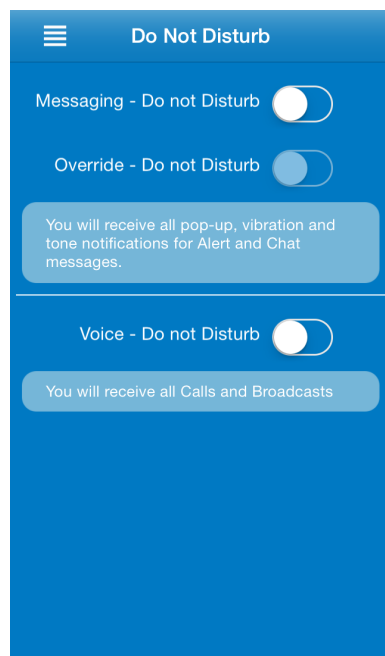 Do Not Disturb
Messaging - Do not Disturb
Override - Do not Disturb
You will receive all pop-up, vibration and
tone notifications for Alert and Chat
messages.
Voice - Do not Disturb
You will receive all Calls and Broadcasts